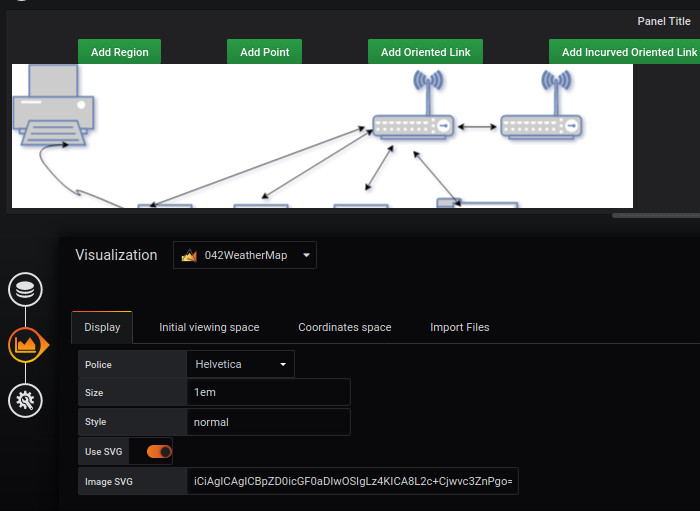 Panel Title
Add Region
Add Point
Add Oriented Link
Add Incurved Oriented Link
Visualization
042WeatherMap
Display
Initial viewing space
Coordinates space
Import Files
Police
Helvetica
Size
1em
Style
normal
Use SVG
Image SVG
iCiAgICAgICBpZD0icGF0aDIwOSIgLz4KICA8L2c+Cjwvc3ZnPgo=